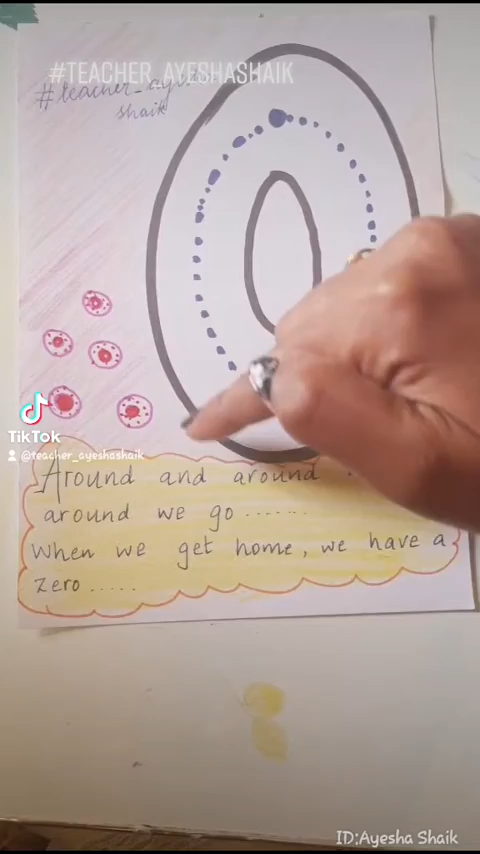 #TEACHER_AYESHASHAIK
#teacher_ayesha
shaik
TikTok
@teacher_ayeshashaik
Around and around
around we go .......
When we get home, we have a
zero .....
ID:Ayesha Shaik